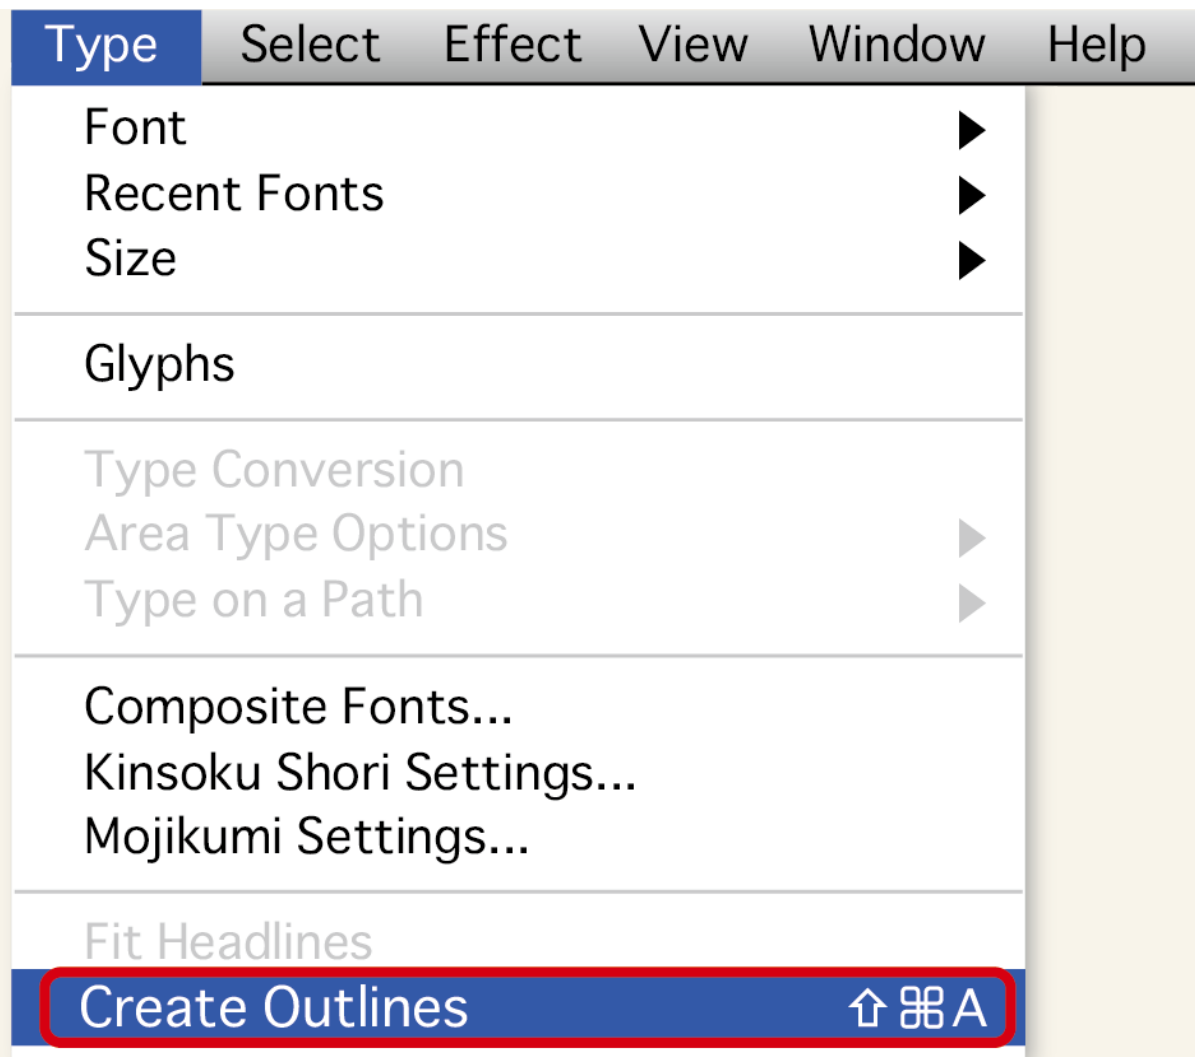 Type Select Effect View Window Help
Font ▶
Recent Fonts ▶
Size ▶
Glyphs
Type Conversion
Area Type Options ▶
Type on a Path ▶
Composite Fonts...
Kinsoku Shori Settings...
Mojikumi Settings...
Fit Headlines
Create Outlines ⇧⌘A